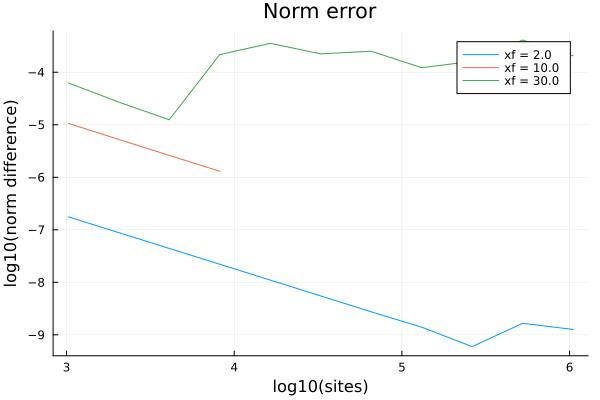 Norm error
log10(norm difference)
−4
−5
−6
−7
−8
−9
3
4
5
6
log10(sites)
xf = 2.0
xf = 10.0
xf = 30.0